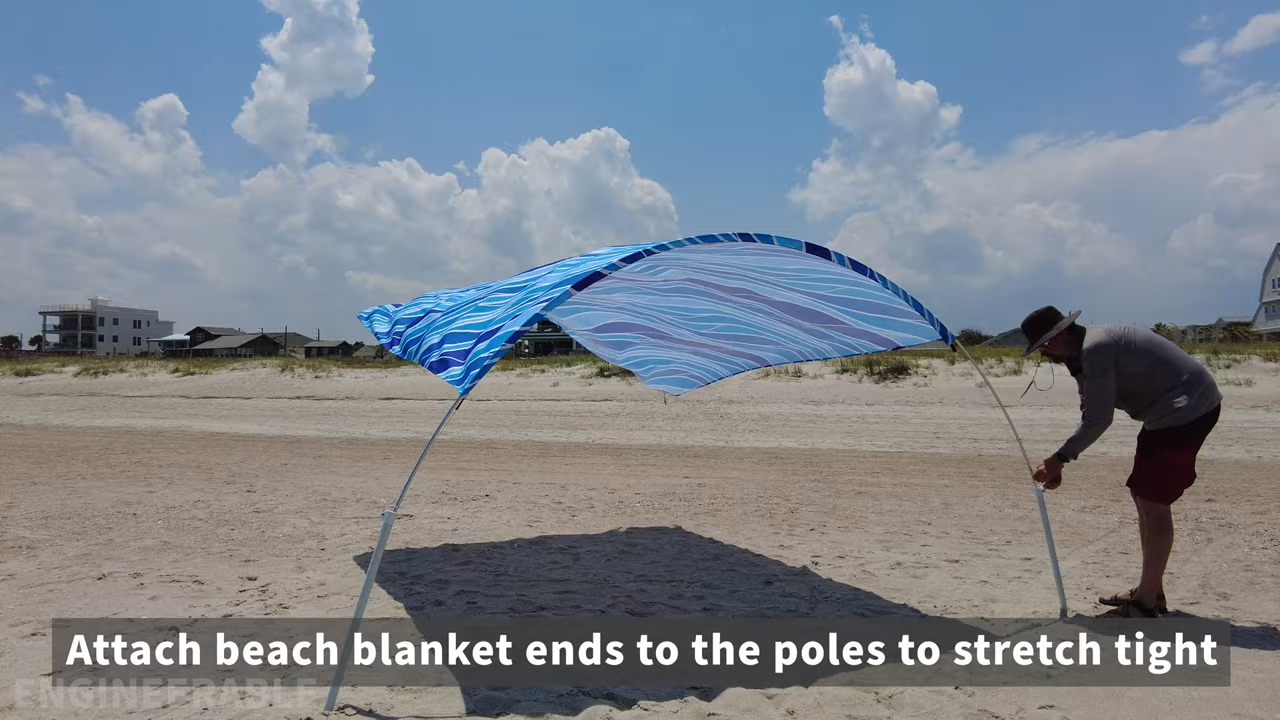 Attach beach blanket ends to the poles to stretch tight
ENGINEERABLE